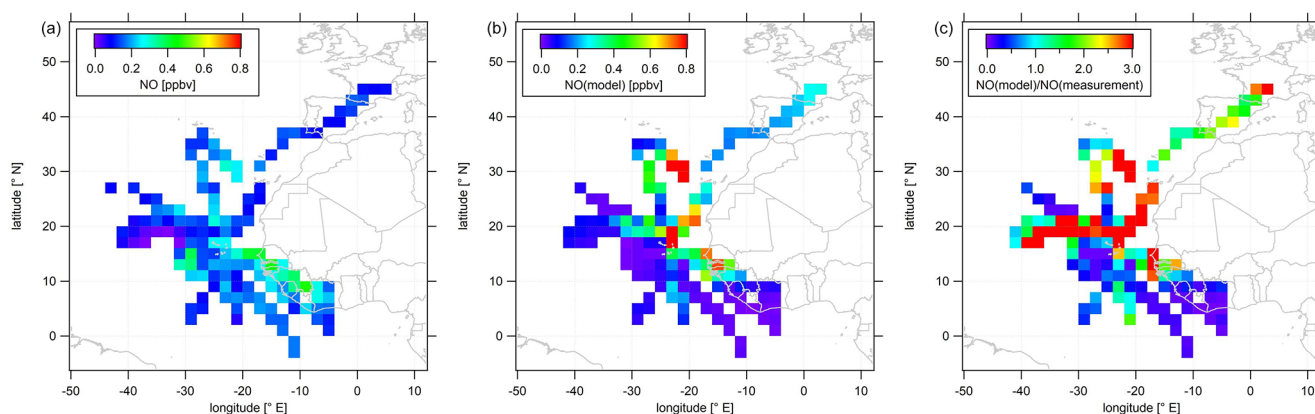 (a)
0.0 0.2 0.4 0.6 0.8
NO [ppbv]
50
40
30
20
10
0
latitude [° N]
-50 -40 -30 -20 -10 0 10
longitude [° E]
(b)
0.0 0.2 0.4 0.6 0.8
NO(model) [ppbv]
50
40
30
20
10
0
latitude [° N]
-50 -40 -30 -20 -10 0 10
longitude [° E]
(c)
0.0 1.0 2.0 3.0
NO(model)/NO(measurement)
50
40
30
20
10
0
latitude [° N]
-50 -40 -30 -20 -10 0 10
longitude [° E]